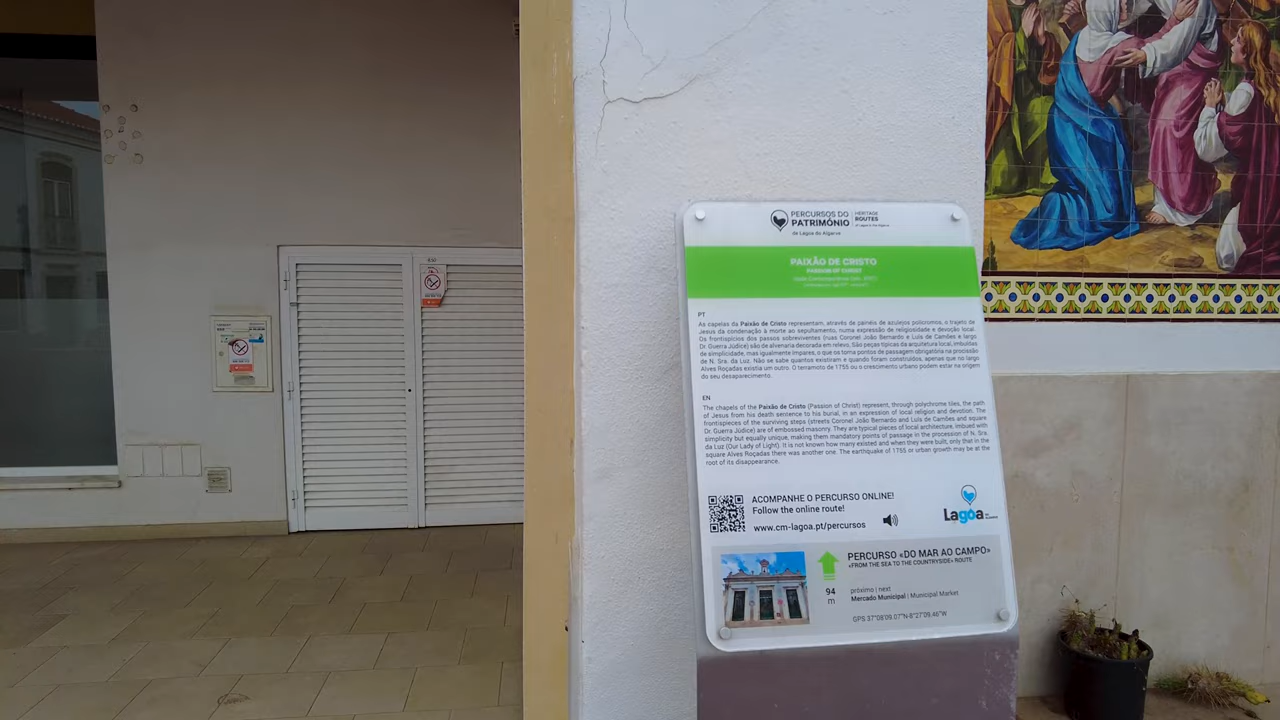 PERCURSOS DO
PATRIMÓNIO
de Lagoa do Algarve
HERITAGE
ROUTES
PAIXÃO DE CRISTO
PASSION OF CHRIST
PT
As capelas da Paixão de Cristo representam, através de painéis de azulejos policromos, o trajeto de
Jesus da condenação à morte ao sepultamento, numa expressão de religiosidade e devoção local.
Os frontispícios dos passos sobreviventes (ruas Coronel João Bernardo e Luís de Camões e largo
Dr. Guerra Júdice) são de alvenaria decorada em relevo. São peças típicas da arquitetura local, imbuídas
de simplicidade, mas igualmente ímpares, o que os torna pontos de passagem obrigatória na procissão
de N. Sra. da Luz. Não se sabe quantos existiram e quando foram construídos, apenas que no largo
Alves Roçadas existia um outro. O terramoto de 1755 ou o crescimento urbano podem estar na origem
do seu desaparecimento.
EN
The chapels of the Paixão de Cristo (Passion of Christ) represent, through polychrome tiles, the path
of Jesus from his death sentence to his burial, in an expression of local religion and devotion. The
frontispieces of the surviving steps (streets Coronel João Bernardo and Luís de Camões and square
Dr. Guerra Júdice) are of embossed masonry. They are typical pieces of local architecture, imbued with
simplicity but equally unique, making them mandatory points of passage in the procession of N. Sra.
da Luz (Our Lady of Light). It is not known how many existed and when they were built, only that in the
square Alves Roçadas there was another one. The earthquake of 1755 or urban growth may be at the
root of its disappearance.
ACOMPANHE O PERCURSO ONLINE!
Follow the online route!
www.cm-lagoa.pt/percursos
Lagoa
PERCURSO «DO MAR AO CAMPO»
«FROM THE SEA TO THE COUNTRYSIDE» ROUTE
94
m
próximo | next
Mercado Municipal | Municipal Market
GPS 37°08'09.07"N-8°27'09.46"W